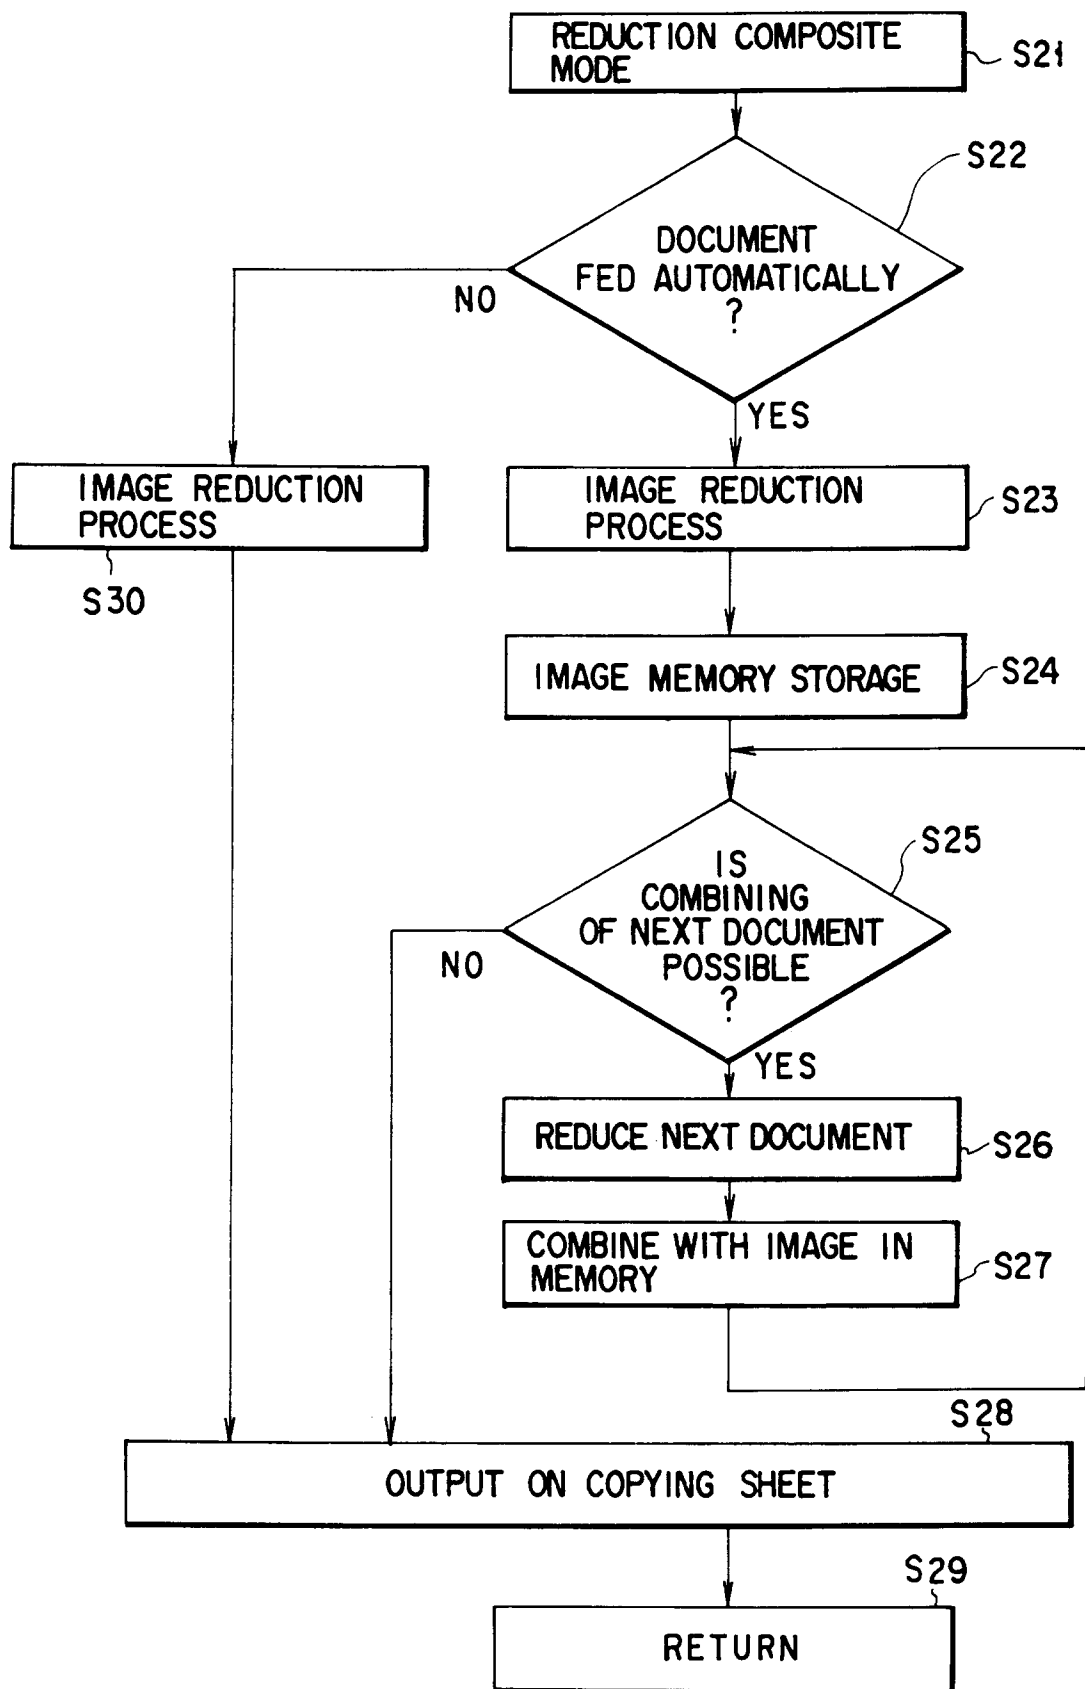 REDUCTION COMPOSITE
MODE
S21
S22
DOCUMENT
FED AUTOMATICALLY
?
NO
YES
IMAGE REDUCTION
PROCESS
S30
IMAGE REDUCTION
PROCESS
S23
IMAGE MEMORY STORAGE
S24
S25
IS
COMBINING
OF NEXT DOCUMENT
POSSIBLE
?
NO
YES
REDUCE NEXT DOCUMENT
S26
COMBINE WITH IMAGE IN
MEMORY
S27
S28
OUTPUT ON COPYING SHEET
S29
RETURN